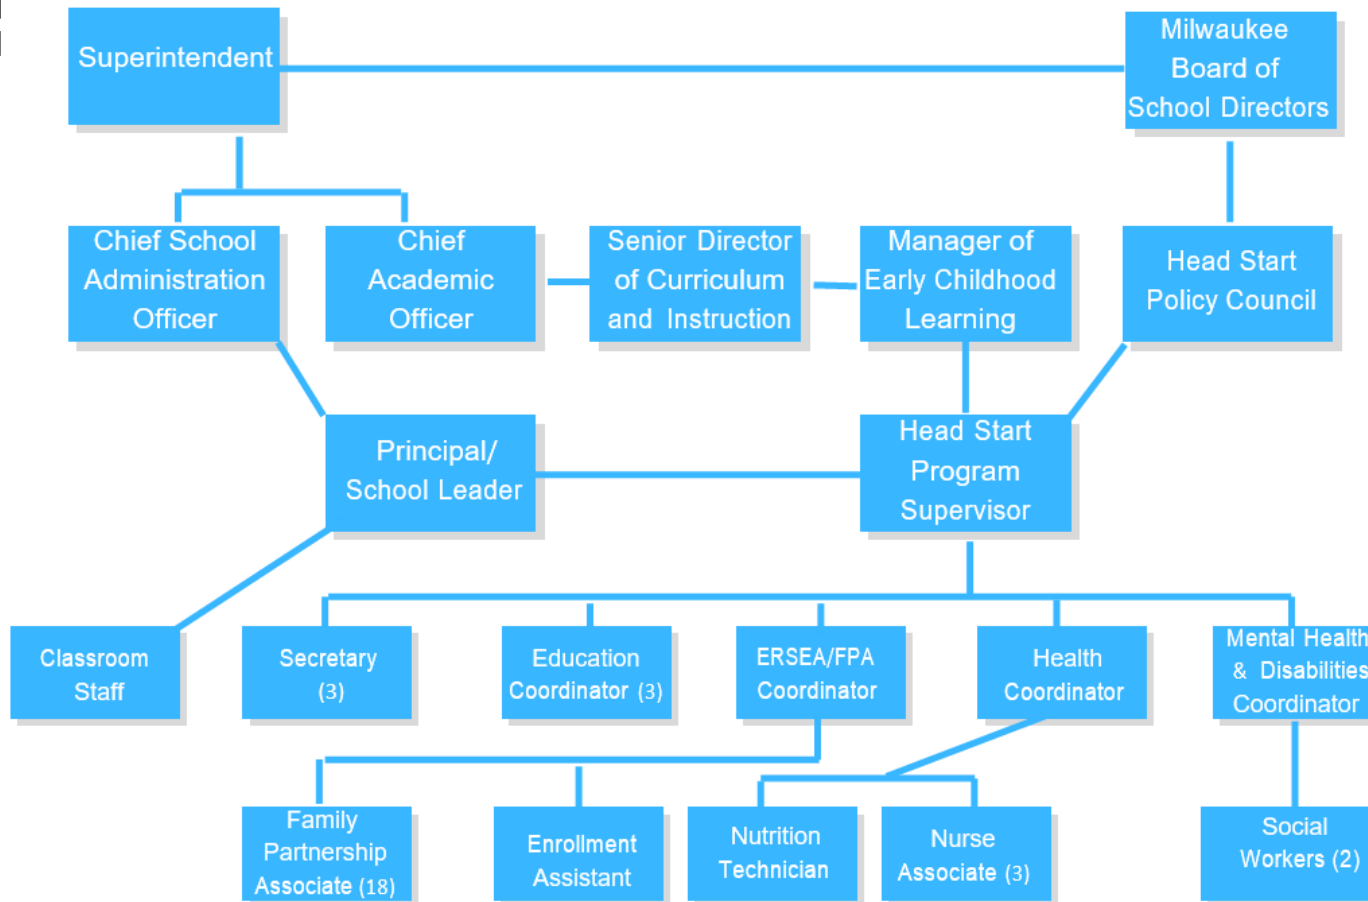 Superintendent
Milwaukee
Board of
School Directors
Chief School
Administration
Officer
Chief
Academic
Officer
Senior Director
of Curriculum
and Instruction
Manager of
Early Childhood
Learning
Head Start
Policy Council
Principal/
School Leader
Head Start
Program
Supervisor
Classroom
Staff
Secretary
(3)
Education
Coordinator (3)
ERSEA/FPA
Coordinator
Health
Coordinator
Mental Health
& Disabilities
Coordinator
Family
Partnership
Associate (18)
Enrollment
Assistant
Nutrition
Technician
Nurse
Associate (3)
Social
Workers (2)